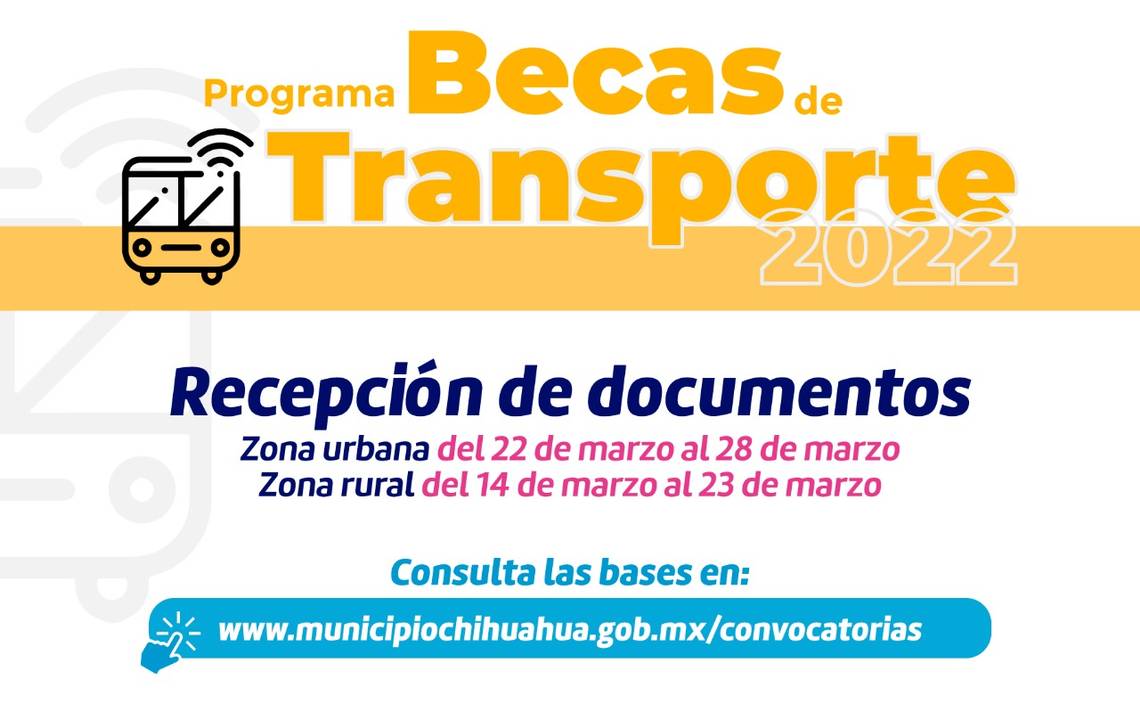 Programa Becas de
Transporte
2022
Recepción de documentos
Zona urbana del 22 de marzo al 28 de marzo
Zona rural del 14 de marzo al 23 de marzo
Consulta las bases en:
www.municipiochihuahua.gob.mx/convocatorias